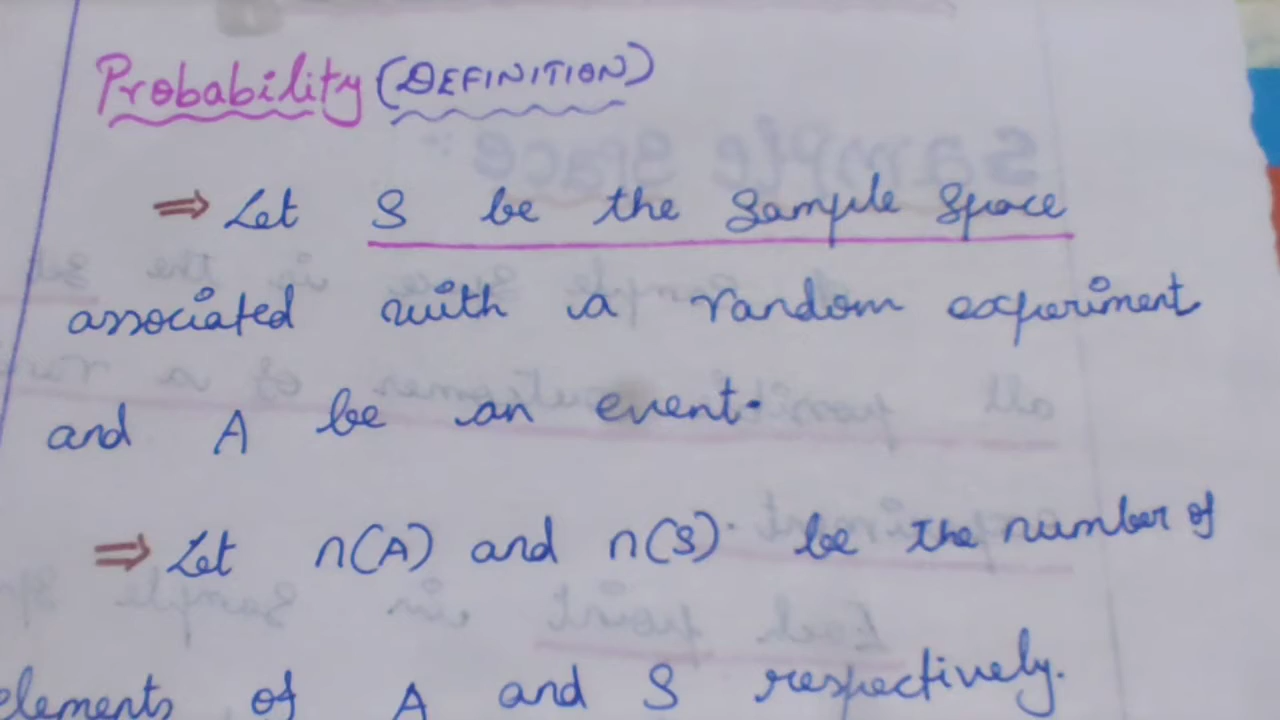 Probability (DEFINITION)
⇒ Let S be the Sample Space
associated with a random experiment
and A be an event.
⇒ Let n(A) and n(S) be the number of
elements of A and S respectively.